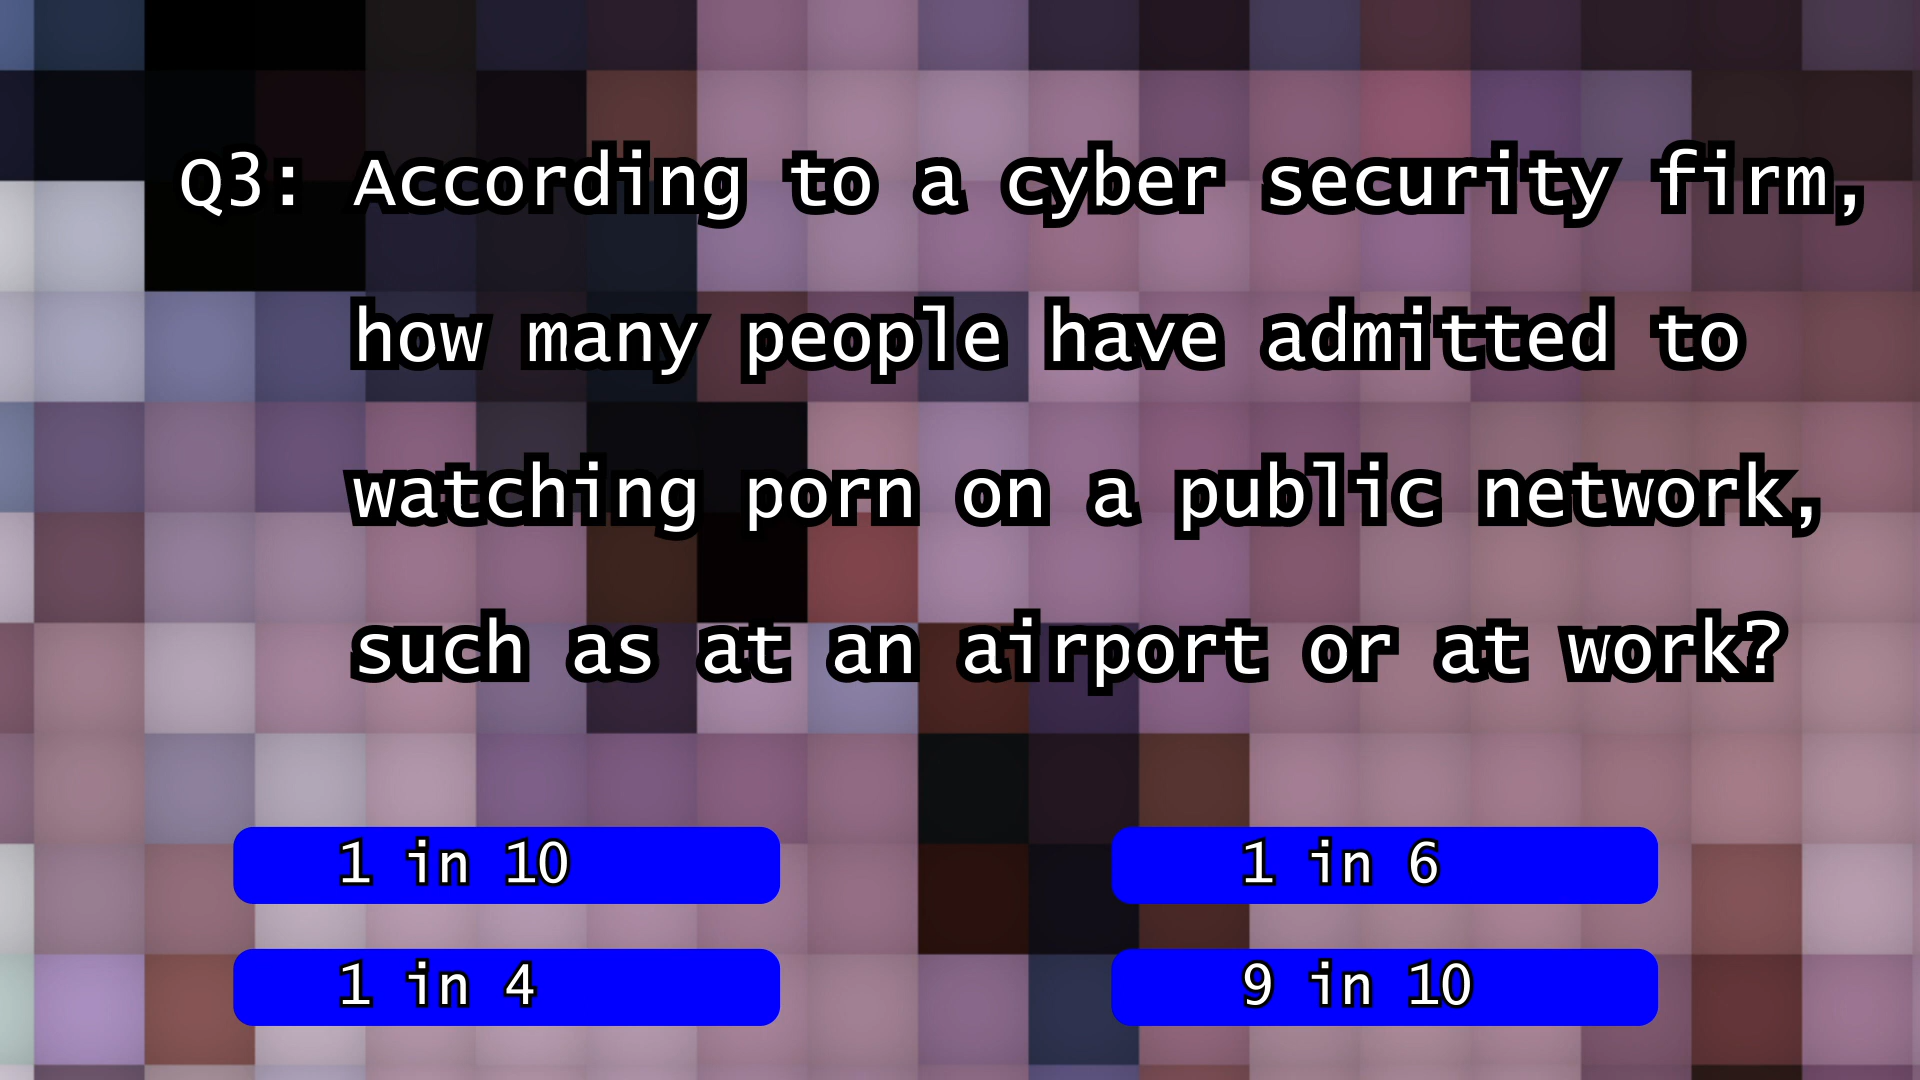 Q3: According to a cyber security firm,
how many people have admitted to
watching porn on a public network,
such as at an airport or at work?
1 in 10
1 in 6
1 in 4
9 in 10